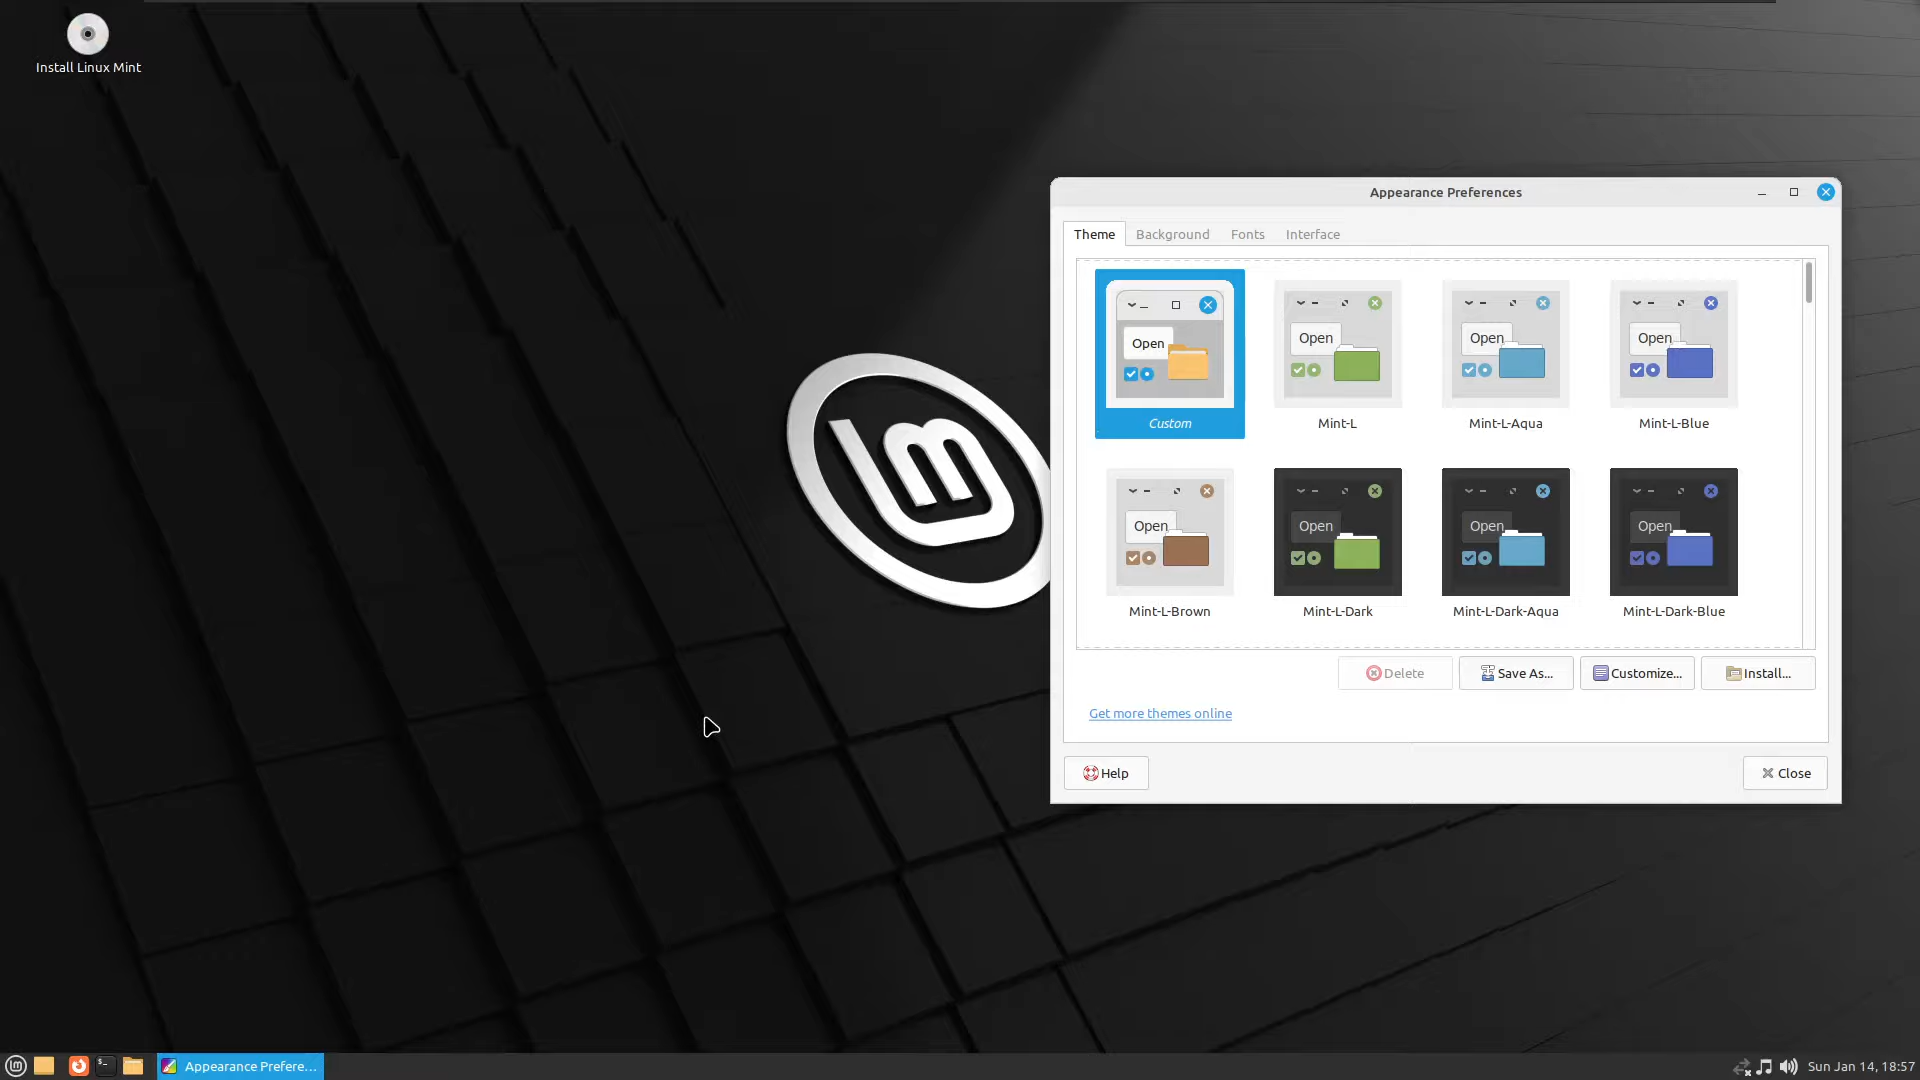 Install Linux Mint
Appearance Preferences
Theme Background Fonts Interface
Open Open Open Open
Custom Mint-L Mint-L-Aqua Mint-L-Blue
Open Open Open Open
Mint-L-Brown Mint-L-Dark Mint-L-Dark-Aqua Mint-L-Dark-Blue
Delete Save As... Customize... Install...
Get more themes online
Help Close
Appearance Prefere... Sun Jan 14, 18:57